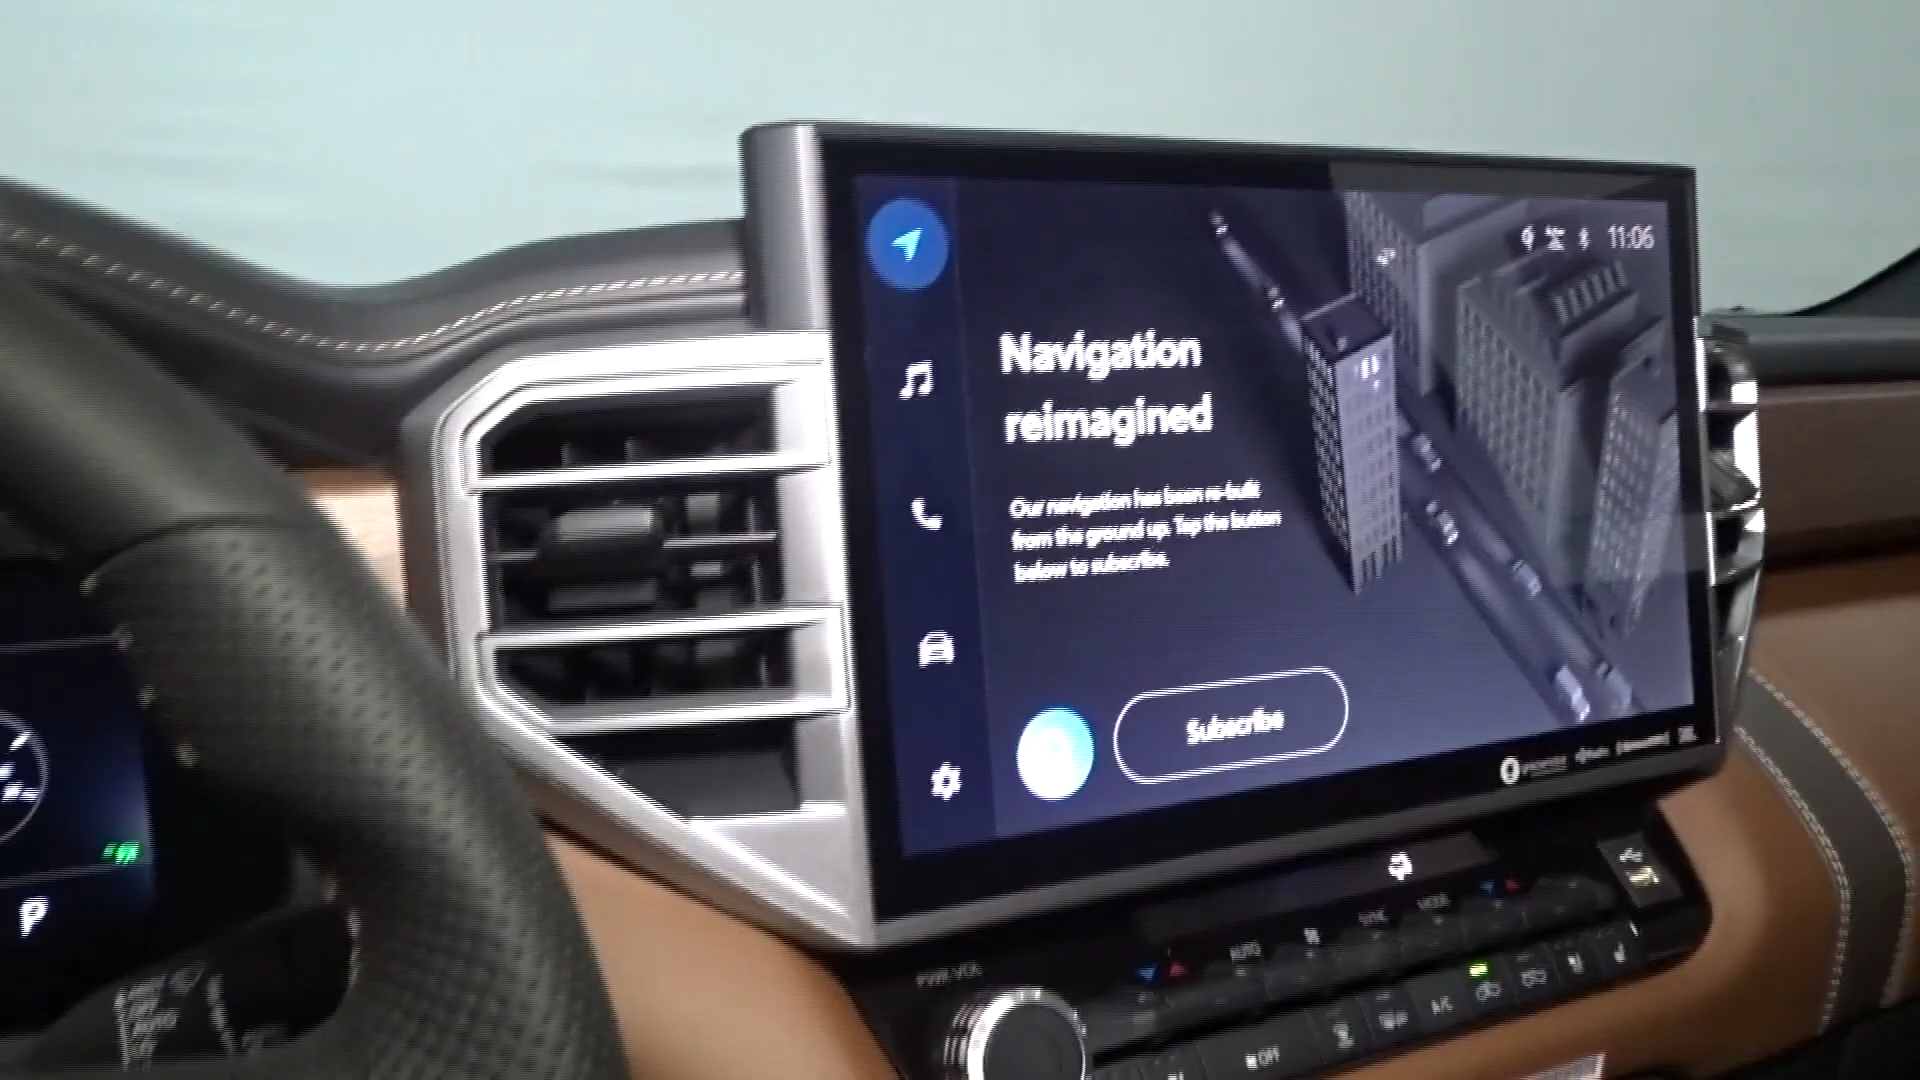 11:06
Navigation
reimagined
Our navigation has been re-built
from the ground up. Tap the button
below to subscribe.
Subscribe
P
PWR·VOL
AUTO
SYNC
MODE
A/C
OFF
AUTO